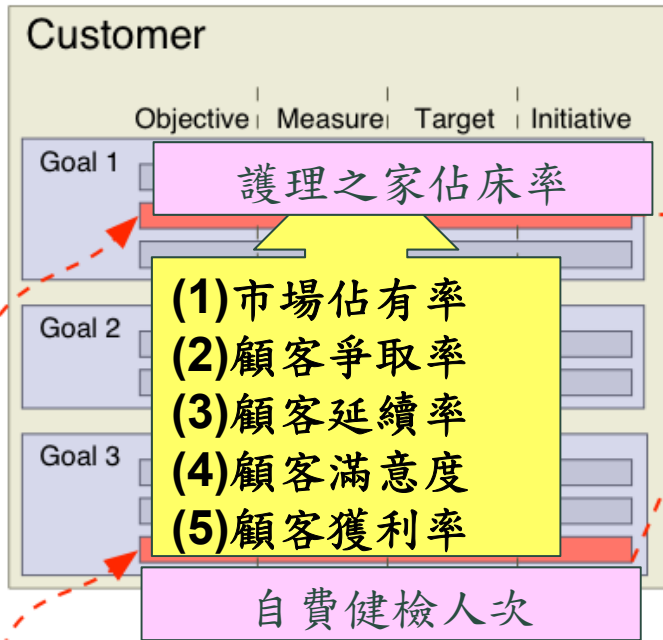 Customer
Objective Measure Target Initiative
Goal 1
護理之家佔床率
(1)市場佔有率
Goal 2
(2)顧客爭取率
(3)顧客延續率
Goal 3
(4)顧客滿意度
(5)顧客獲利率
自費健檢人次